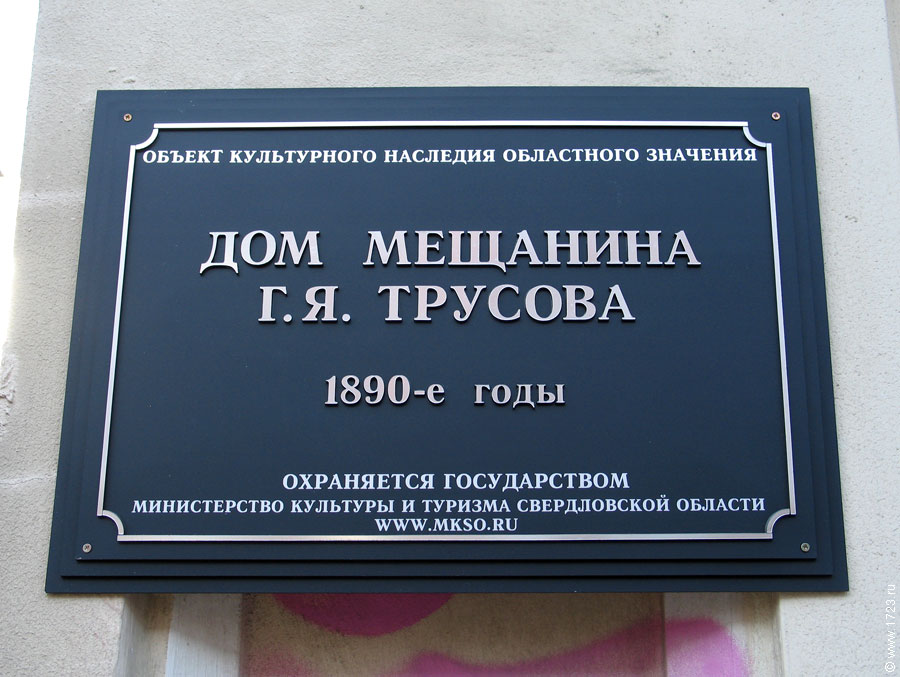 ОБЪЕКТ КУЛЬТУРНОГО НАСЛЕДИЯ ОБЛАСТНОГО ЗНАЧЕНИЯ
ДОМ МЕЩАНИНА
Г.Я. ТРУСОВА
1890-е годы
ОХРАНЯЕТСЯ ГОСУДАРСТВОМ
МИНИСТЕРСТВО КУЛЬТУРЫ И ТУРИЗМА СВЕРДЛОВСКОЙ ОБЛАСТИ
WWW.MKSO.RU
© www.1723.ru